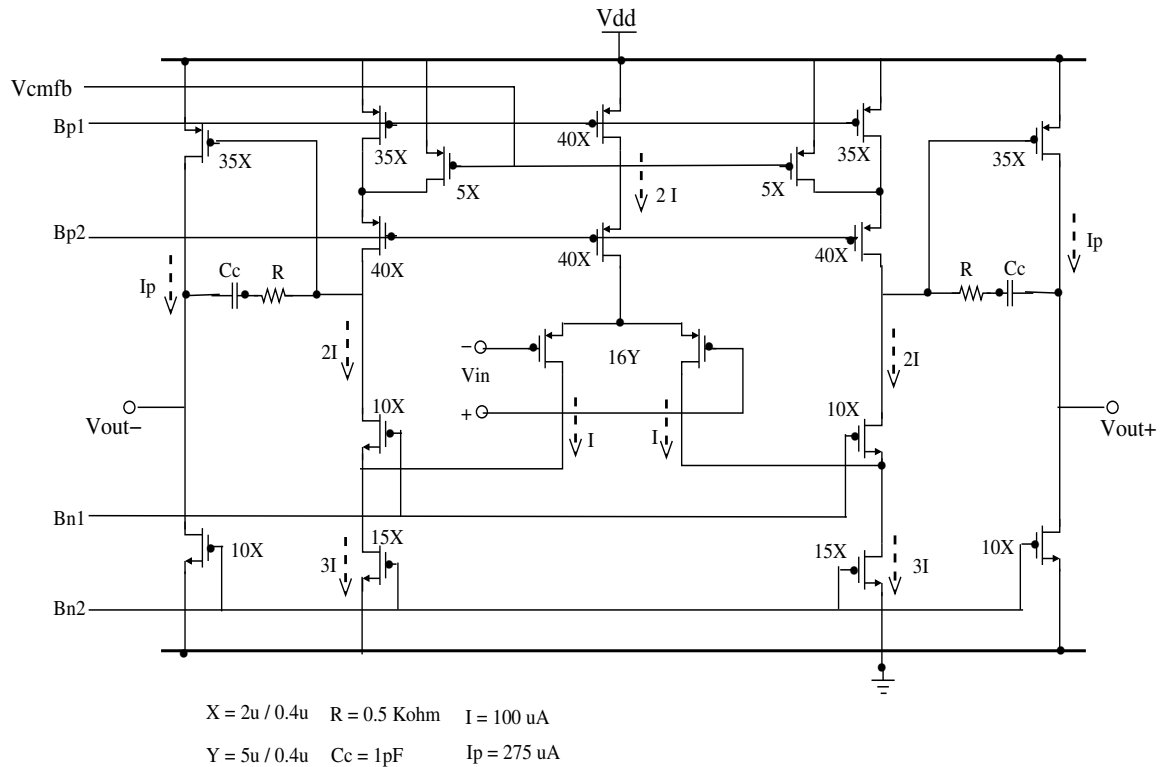 Vdd
Vcmfb
Bp1
35X
35X
40X
35X
35X
5X
5X
2 I
Bp2
40X
40X
40X
Ip
Cc
R
R
Cc
Ip
2I
−
Vin
+
16Y
2I
10X
10X
Vout−
I
I
Vout+
Bn1
10X
15X
15X
10X
3I
3I
Bn2
X = 2u / 0.4u R = 0.5 Kohm I = 100 uA
Y = 5u / 0.4u Cc = 1pF Ip = 275 uA